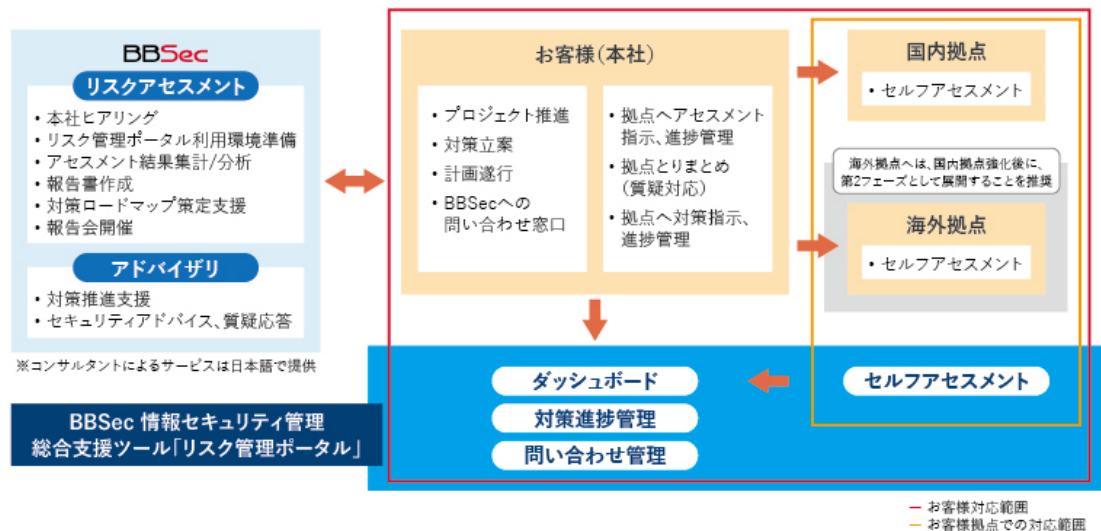 BBSec
リスクアセスメント
・本社ヒアリング
・リスク管理ポータル利用環境準備
・アセスメント結果集計/分析
・報告書作成
・対策ロードマップ策定支援
・報告会開催
アドバイザリ
・対策推進支援
・セキュリティアドバイス、質疑応答
※コンサルタントによるサービスは日本語で提供
お客様(本社)
・プロジェクト推進
・対策立案
・計画遂行
・BBSecへの
問い合わせ窓口
・拠点へアセスメント
指示、進捗管理
・拠点とりまとめ
(質疑対応)
・拠点へ対策指示、
進捗管理
国内拠点
・セルフアセスメント
海外拠点へは、国内拠点強化後に、
第2フェーズとして展開することを推奨
海外拠点
・セルフアセスメント
BBSec 情報セキュリティ管理
総合支援ツール「リスク管理ポータル」
ダッシュボード
対策進捗管理
問い合わせ管理
セルフアセスメント
お客様対応範囲
お客様拠点での対応範囲